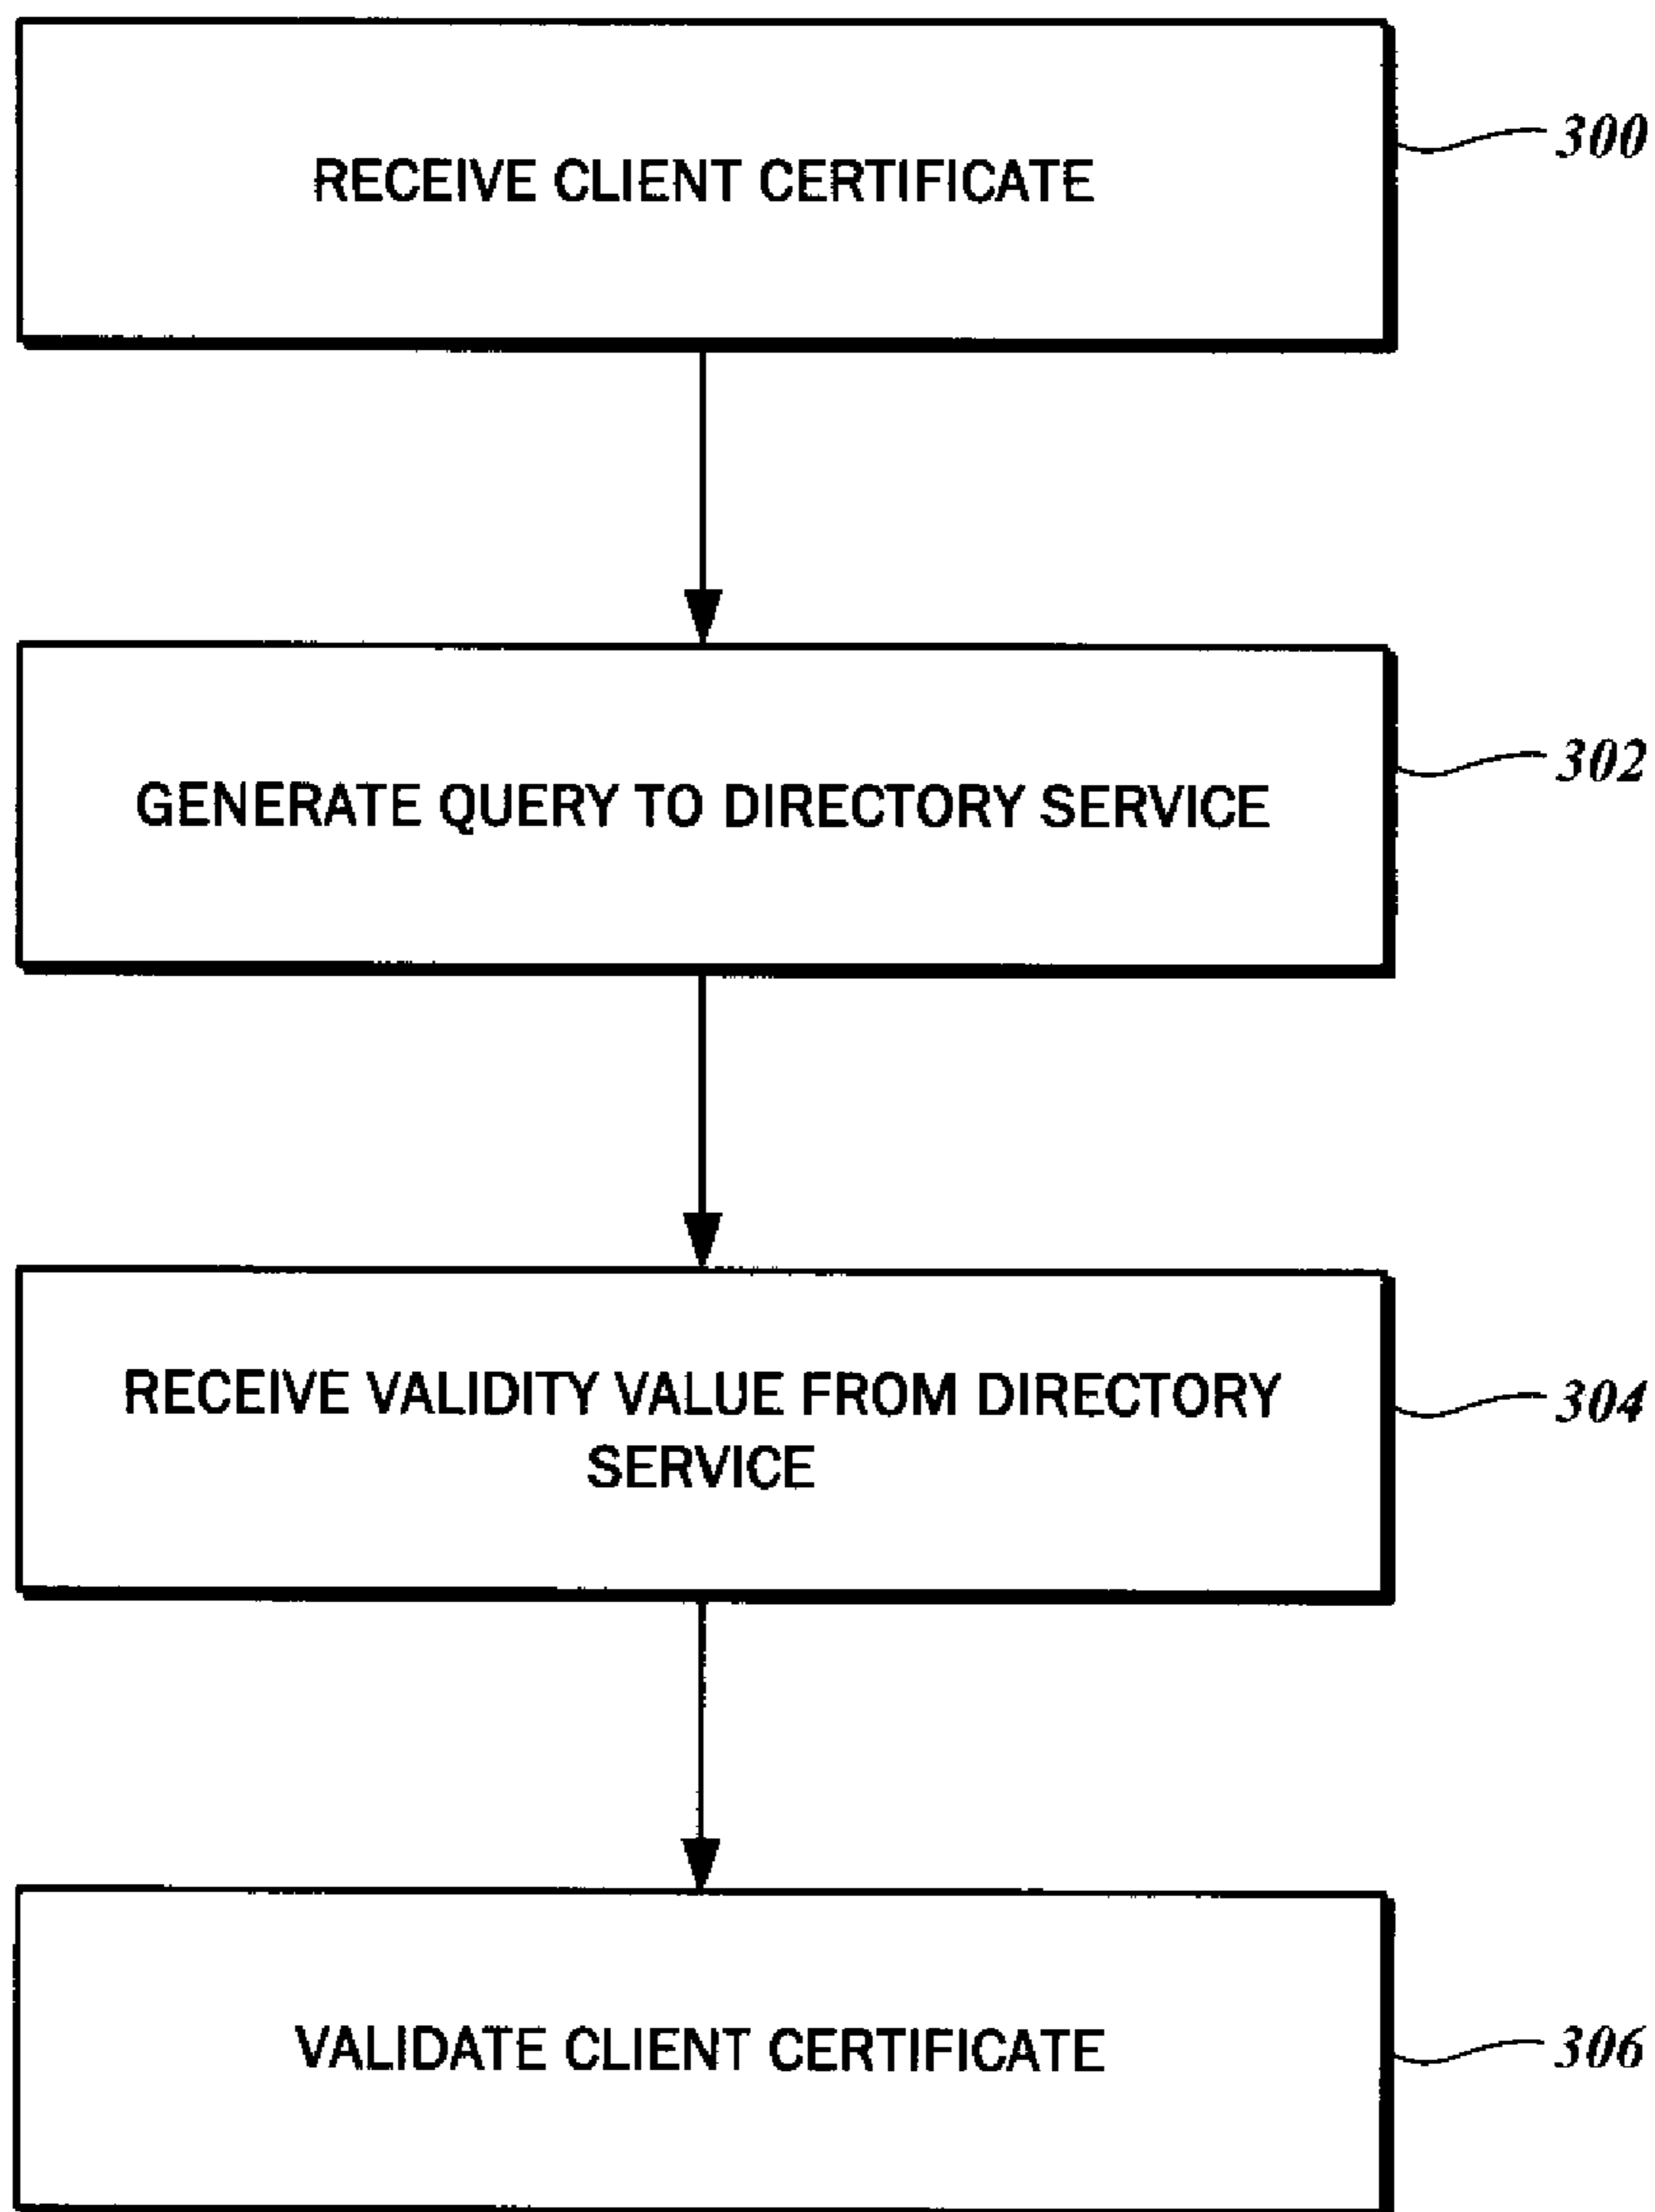 RECEIVE CLIENT CERTIFICATE
300
GENERATE QUERY TO DIRECTORY SERVICE
302
RECEIVE VALIDITY VALUE FROM DIRECTORY
SERVICE
304
VALIDATE CLIENT CERTIFICATE
306